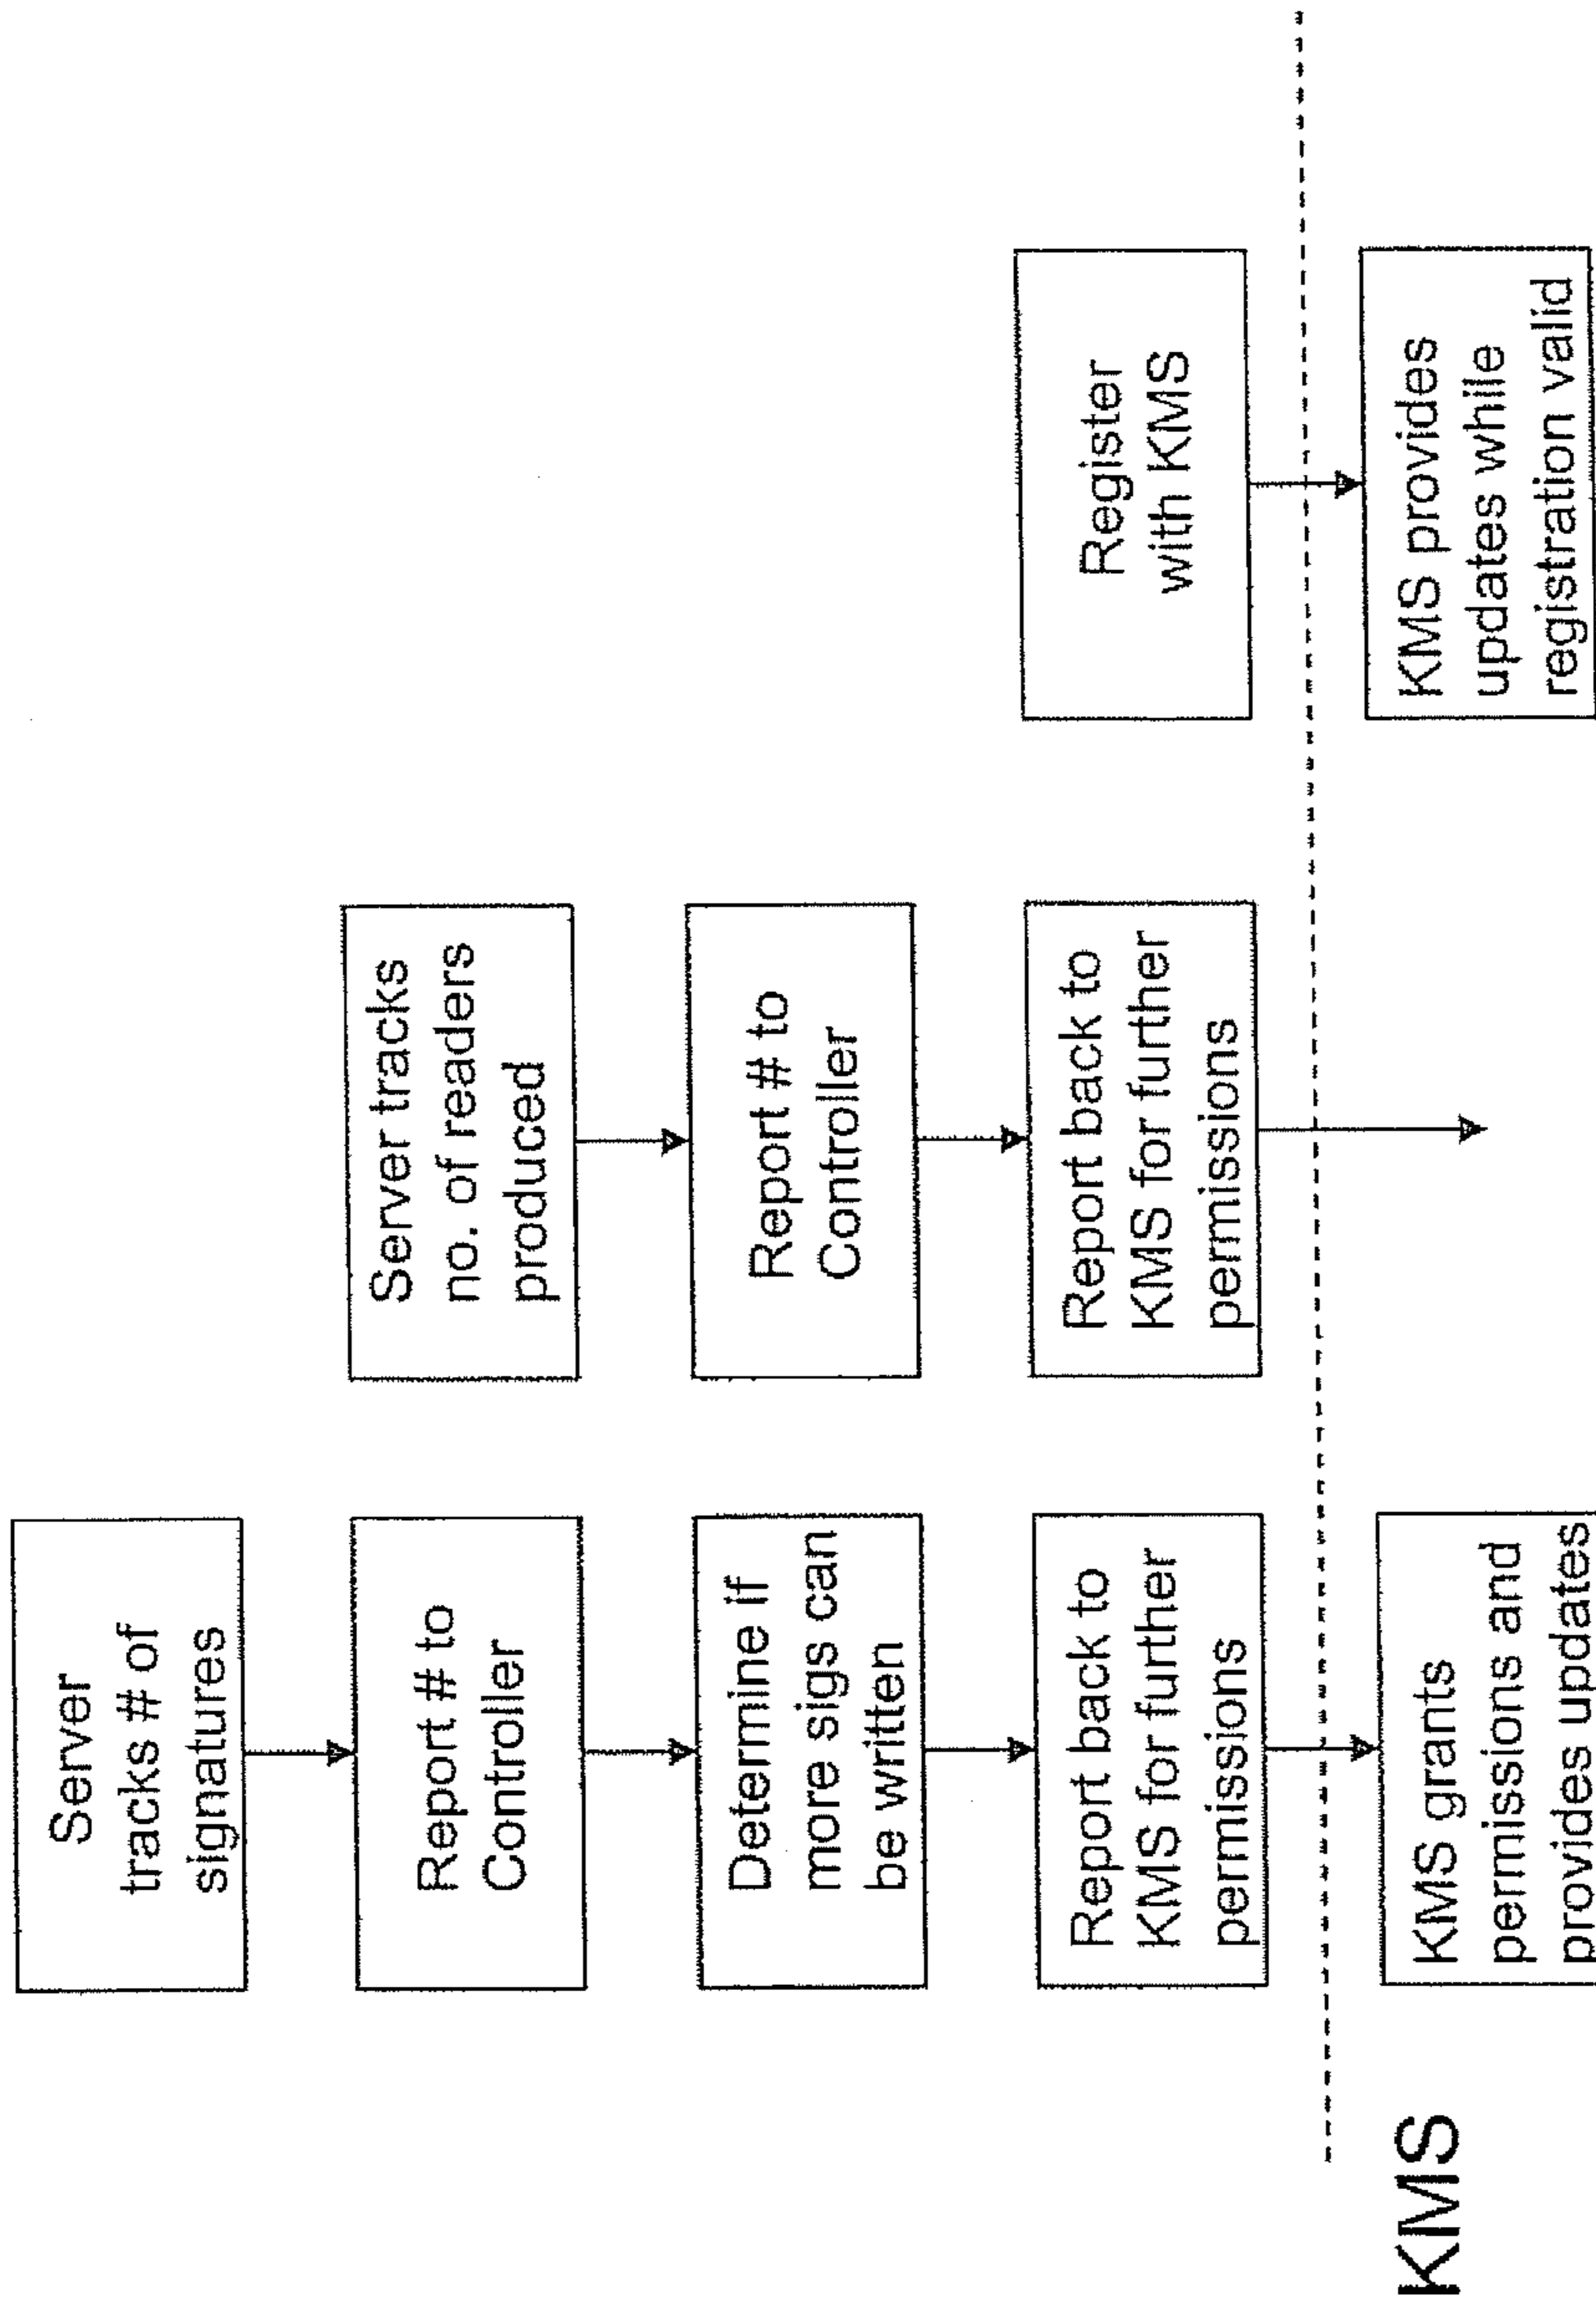 Server
tracks # of
signatures
Report # to
Controller
Determine if
more sigs can
be written
Report back to
KMS for further
permissions
KMS grants
permissions and
provides updates
Server tracks
no. of readers
produced
Report # to
Controller
Report back to
KMS for further
permissions
Register
with KMS
KMS provides
updates while
registration valid
KMS